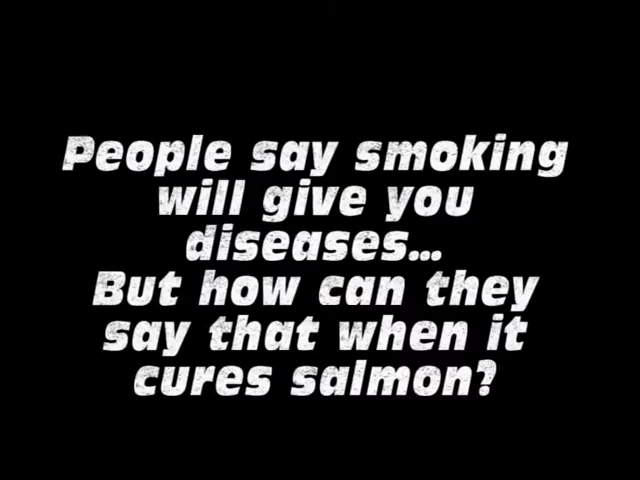 People say smoking
will give you
diseases...
But how can they
say that when it
cures salmon?